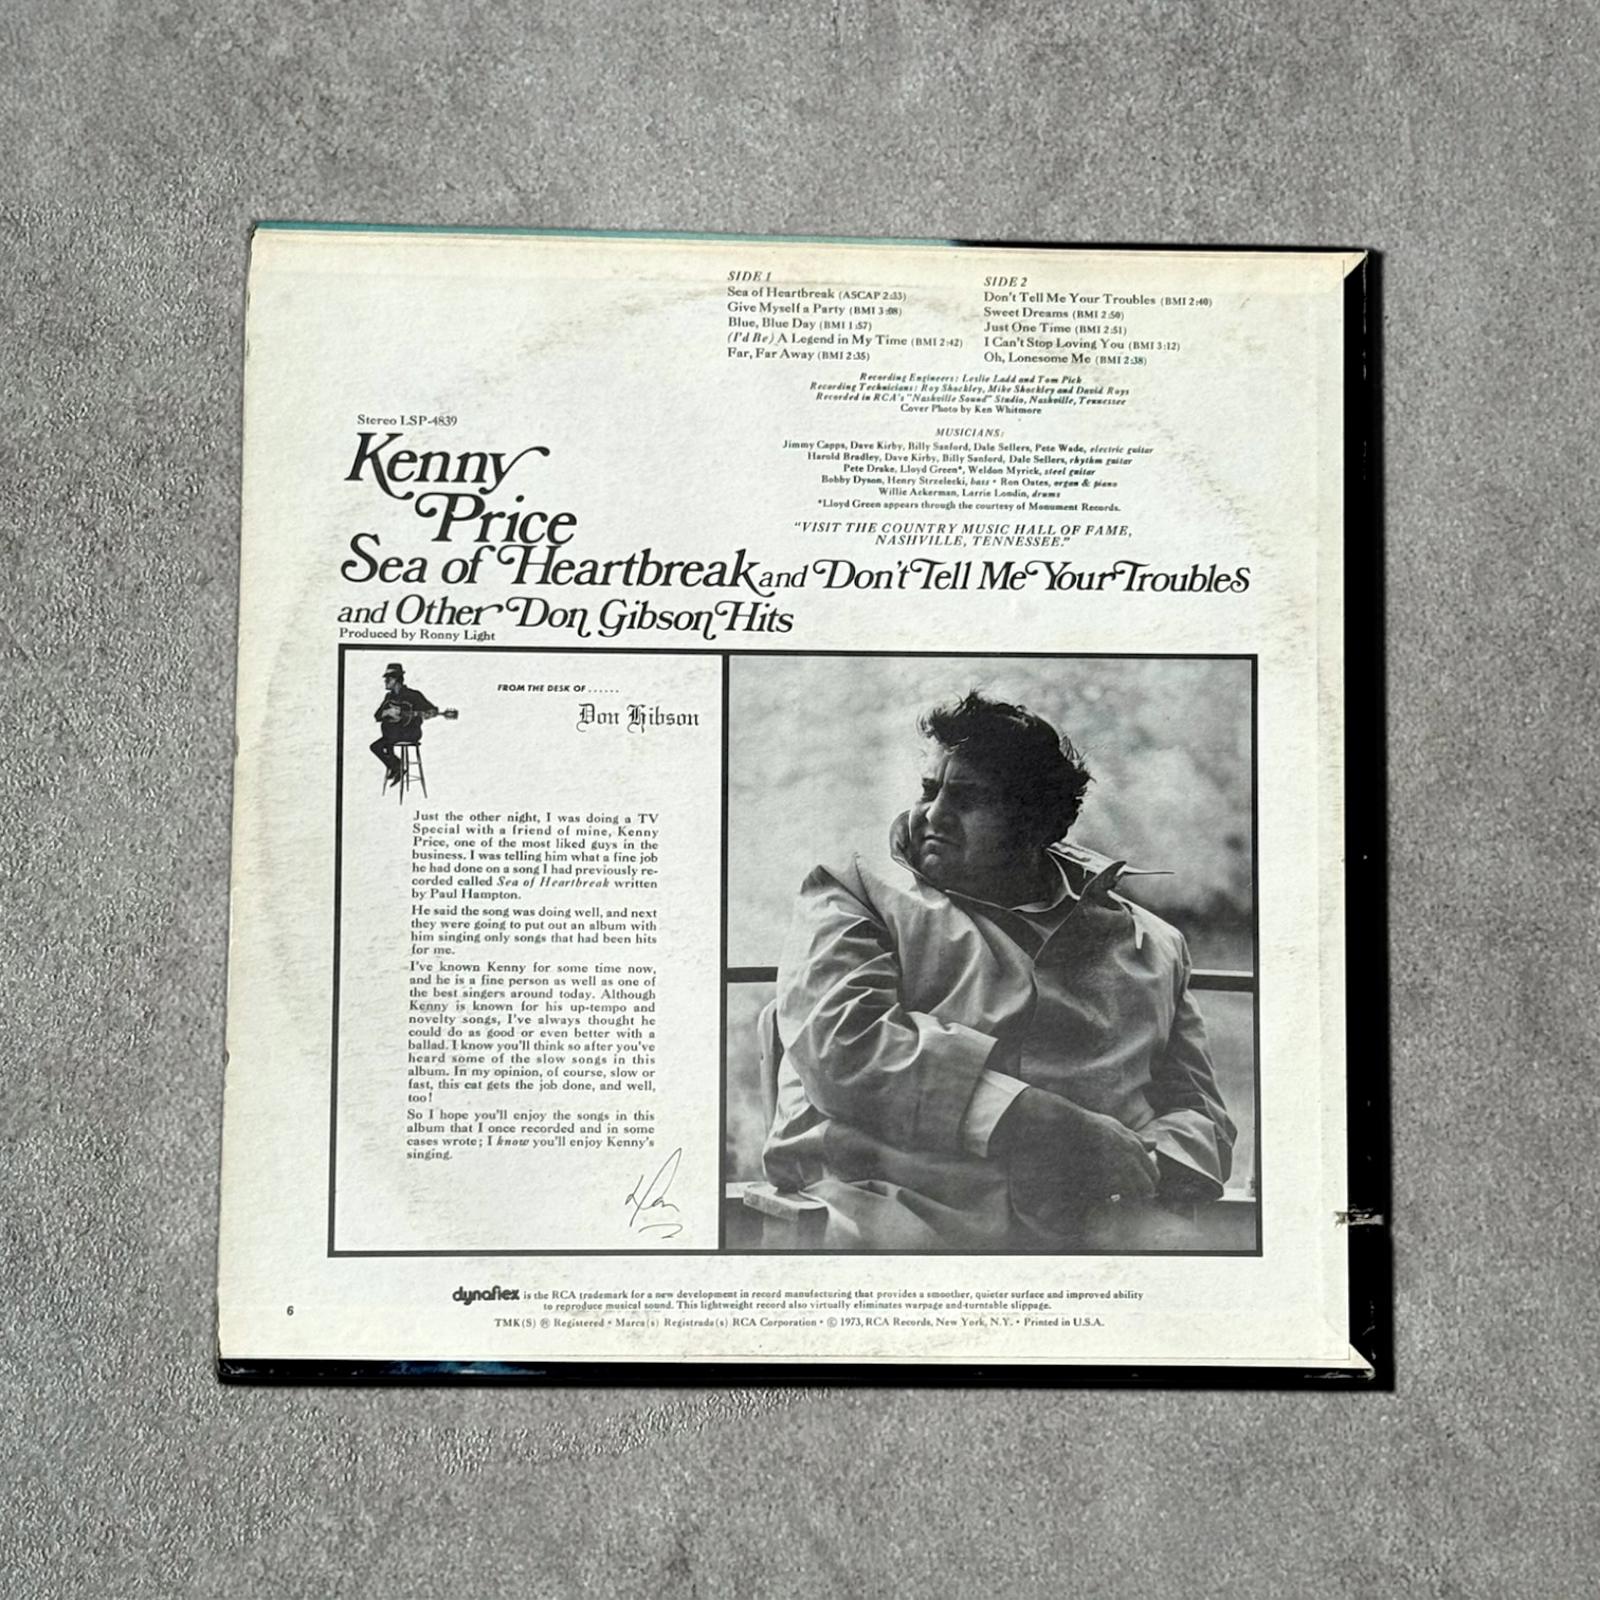 SIDE 1
Sea of Heartbreak (ASCAP 2:33)
Give Myself a Party (BMI 3:08)
Blue, Blue Day (BMI 1:57)
(I'd Be) A Legend in My Time (BMI 2:42)
Far, Far Away (BMI 2:35)
SIDE 2
Don't Tell Me Your Troubles (BMI 2:40)
Sweet Dreams (BMI 2:50)
Just One Time (BMI 2:51)
I Can't Stop Loving You (BMI 3:12)
Oh, Lonesome Me (BMI 2:38)
Recording Engineers: Leslie Ladd and Tom Pick
Recording Technicians: Roy Shockley, Mike Shockley and David Roys
Recorded in RCA's "Nashville Sound" Studio, Nashville, Tennessee
Cover Photo by Ken Whitmore
MUSICIANS:
Jimmy Capps, Dave Kirby, Billy Sanford, Dale Sellers, Pete Wade, electric guitar
Harold Bradley, Dave Kirby, Billy Sanford, Dale Sellers, rhythm guitar
Pete Drake, Lloyd Green*, Weldon Myrick, steel guitar
Bobby Dyson, Henry Strzelecki, bass • Ron Oates, organ & piano
Willie Ackerman, Larrie Londin, drums
*Lloyd Green appears through the courtesy of Monument Records.
"VISIT THE COUNTRY MUSIC HALL OF FAME,
NASHVILLE, TENNESSEE."
Stereo LSP-4839
Kenny
Price
Sea of Heartbreak and Don't Tell Me Your Troubles
and Other Don Gibson Hits
Produced by Ronny Light
FROM THE DESK OF ......
Don Gibson
Just the other night, I was doing a TV
Special with a friend of mine, Kenny
Price, one of the most liked guys in the
business. I was telling him what a fine job
he had done on a song I had previously re-
corded called Sea of Heartbreak written
by Paul Hampton.
He said the song was doing well, and next
they were going to put out an album with
him singing only songs that had been hits
for me.
I've known Kenny for some time now,
and he is a fine person as well as one of
the best singers around today. Although
Kenny is known for his up-tempo and
novelty songs, I've always thought he
could do as good or even better with a
ballad. I know you'll think so after you've
heard some of the slow songs in this
album. In my opinion, of course, slow or
fast, this cat gets the job done, and well,
too!
So I hope you'll enjoy the songs in this
album that I once recorded and in some
cases wrote; I know you'll enjoy Kenny's
singing.
Don
dynaflex is the RCA trademark for a new development in record manufacturing that provides a smoother, quieter surface and improved ability
to reproduce musical sound. This lightweight record also virtually eliminates warpage and turntable slippage.
6
TMK(S) ® Registered • Marca(s) Registrada(s) RCA Corporation • © 1973, RCA Records, New York, N.Y. • Printed in U.S.A.